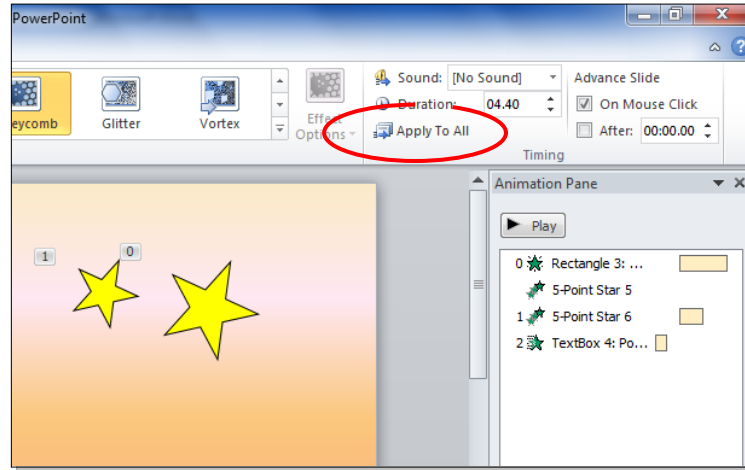 PowerPoint
eycomb
Glitter
Vortex
Effect
Options
Sound: [No Sound]
Duration: 04.40
Apply To All
Timing
Advance Slide
On Mouse Click
After: 00:00.00
Animation Pane
Play
0 Rectangle 3: ...
5-Point Star 5
1 5-Point Star 6
2 TextBox 4: Po...
1
0